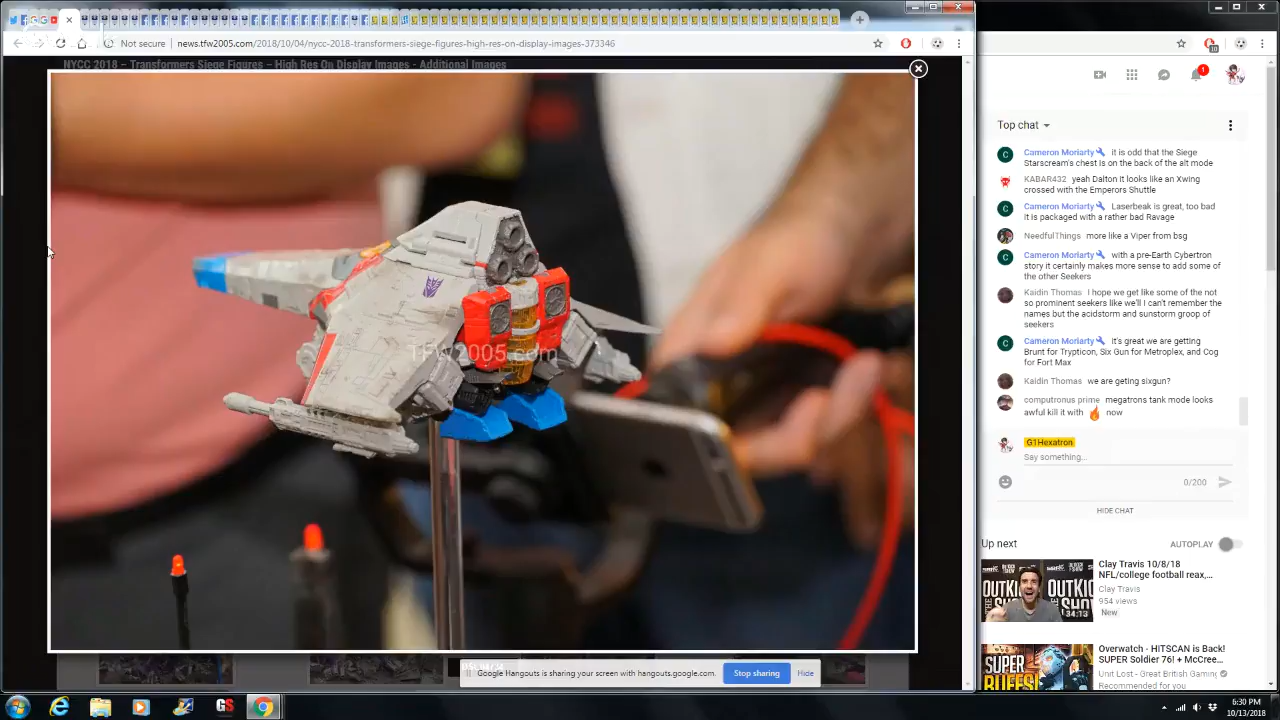 Not secure news.tfw2005.com/2018/10/04/nycc-2018-transformers-siege-figures-high-res-on-display-images-373346
NYCC 2018 – Transformers Siege Figures – High Res On Display Images - Additional Images
TFW2005.com
Google Hangouts is sharing your screen with hangouts.google.com.
Stop sharing
Hide
10
1
Top chat
Cameron Moriarty it is odd that the Siege
Starscream's chest Is on the back of the alt mode
KABAR432 yeah Dalton it looks like an Xwing
crossed with the Emperors Shuttle
Cameron Moriarty Laserbeak is great, too bad
it is packaged with a rather bad Ravage
NeedfulThings more like a Viper from bsg
Cameron Moriarty with a pre-Earth Cybertron
story it certainly makes more sense to add some of
the other Seekers
Kaidin Thomas I hope we get like some of the not
so prominent seekers like we'll I can't remember the
names but the acidstorm and sunstorm groop of
seekers
Cameron Moriarty It's great we are getting
Brunt for Trypticon, Six Gun for Metroplex, and Cog
for Fort Max
Kaidin Thomas we are geting sixgun?
computronus prime megatrons tank mode looks
awful kill it with now
G1Hexatron
Say something...
0/200
HIDE CHAT
Up next
AUTOPLAY
Clay Travis 10/8/18
NFL/college football reax,...
Clay Travis
954 views
New
34:13
Overwatch - HITSCAN is Back!
SUPER Soldier 76! + McCree...
Unit Lost - Great British Gaming
Recommended for you
SUPER
BUFFS!
GS
6:30 PM
10/13/2018